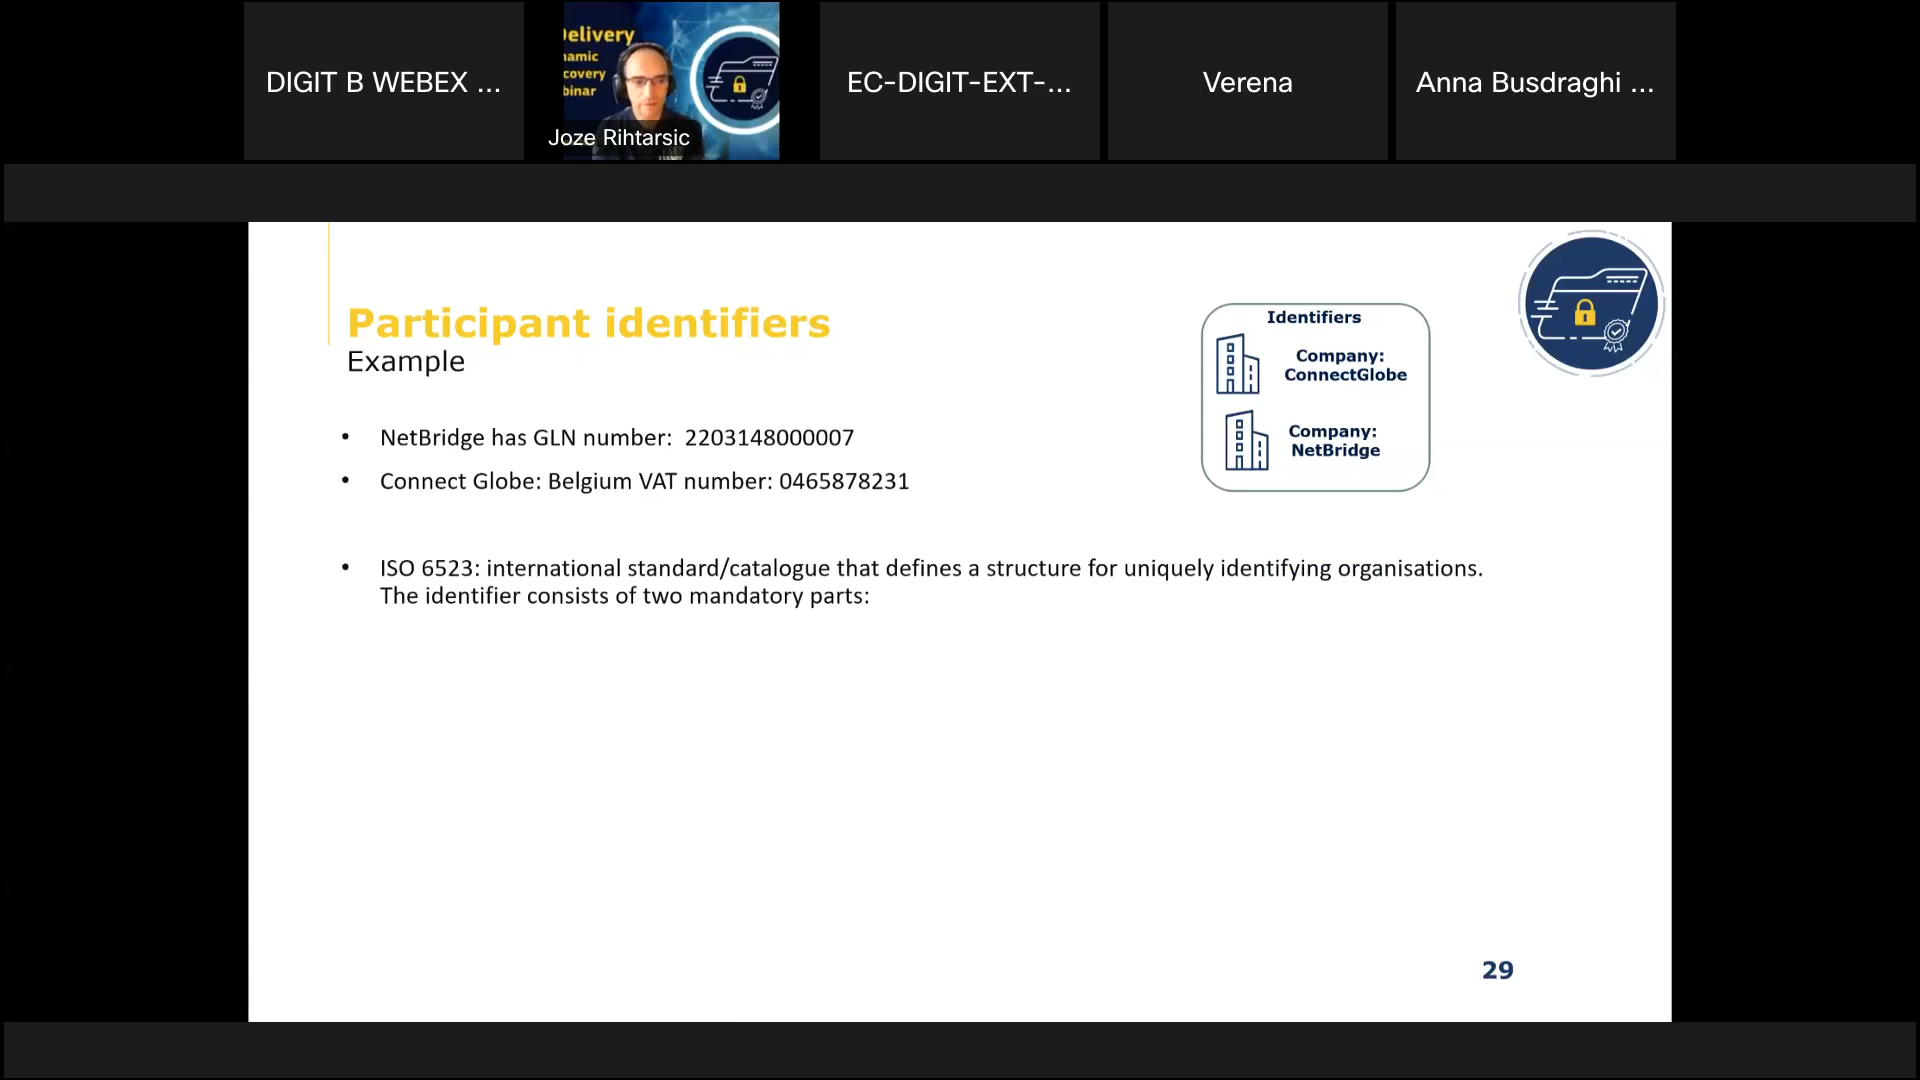 DIGIT B WEBEX ...
Delivery
namic
covery
binar
Joze Rihtarsic
EC-DIGIT-EXT-...
Verena
Anna Busdraghi ...
Participant identifiers
Example
Identifiers
Company:
ConnectGlobe
Company:
NetBridge
• NetBridge has GLN number: 2203148000007
• Connect Globe: Belgium VAT number: 0465878231
• ISO 6523: international standard/catalogue that defines a structure for uniquely identifying organisations.
The identifier consists of two mandatory parts:
29